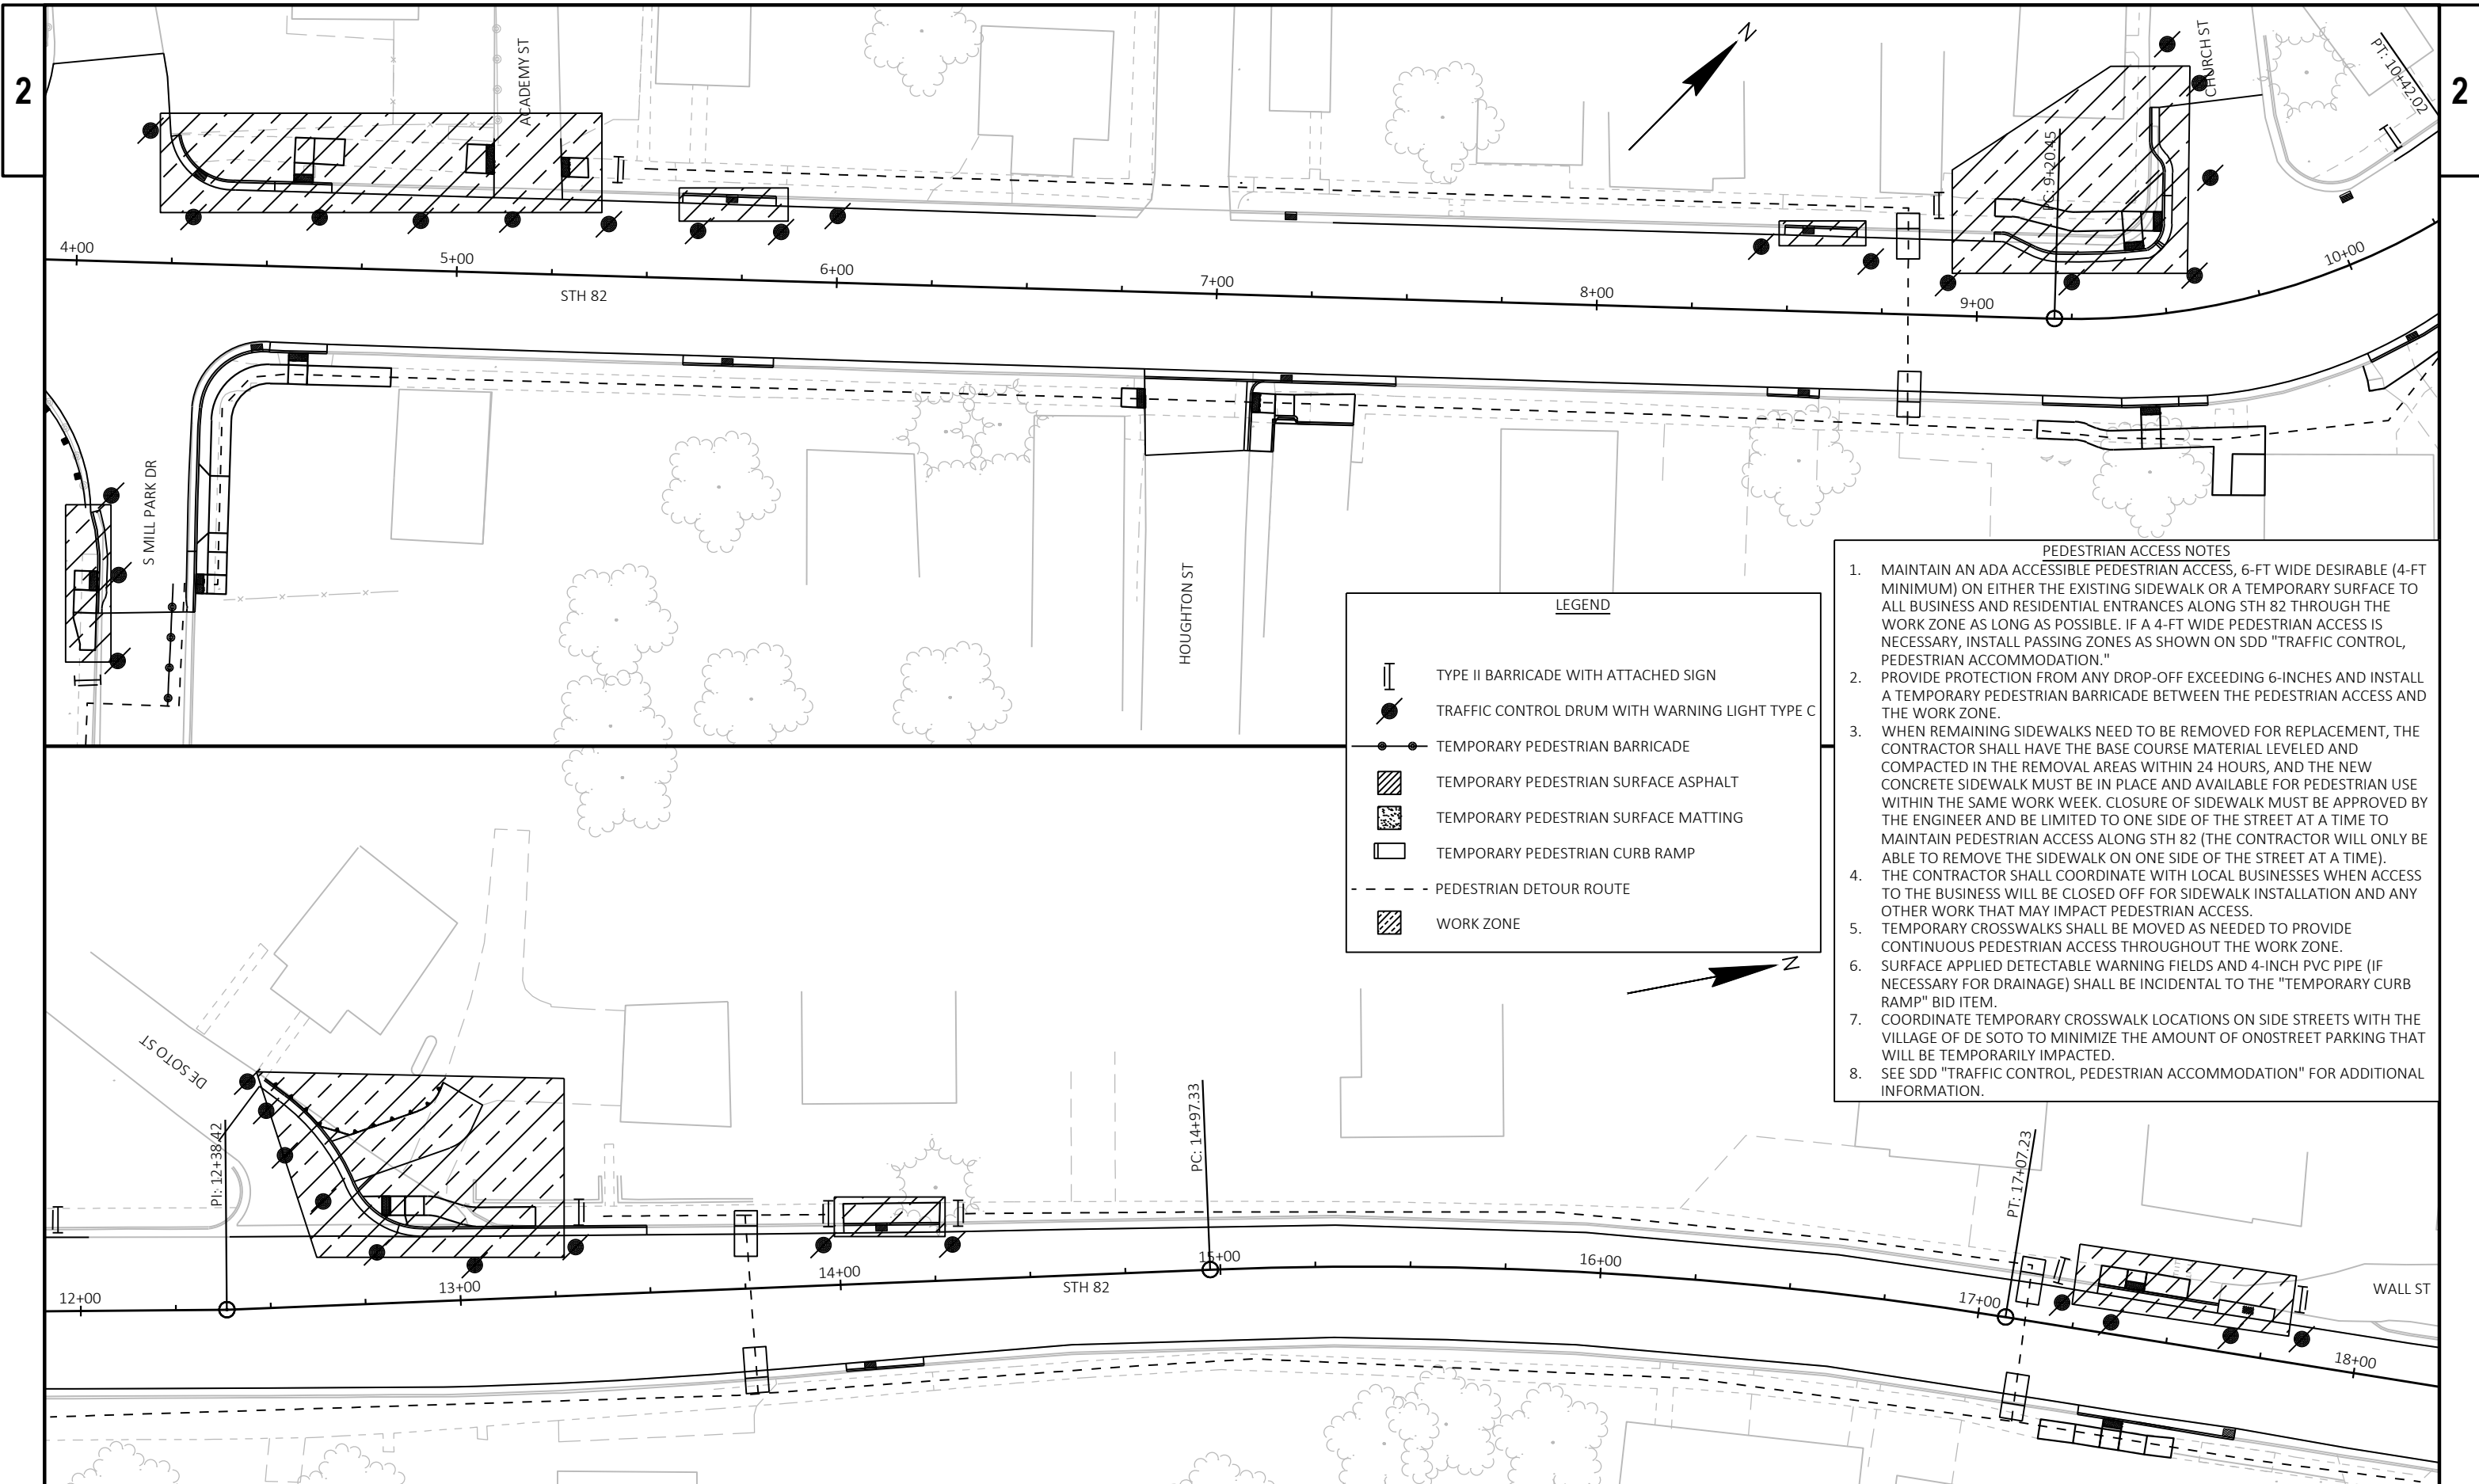 2
2
ACADEMY ST
N
CHURCH ST
PT: 10+42.02
PC: 9+20.45
4+00
5+00
6+00
7+00
8+00
9+00
10+00
STH 82
S MILL PARK DR
HOUGHTON ST
LEGEND
TYPE II BARRICADE WITH ATTACHED SIGN
TRAFFIC CONTROL DRUM WITH WARNING LIGHT TYPE C
TEMPORARY PEDESTRIAN BARRICADE
TEMPORARY PEDESTRIAN SURFACE ASPHALT
TEMPORARY PEDESTRIAN SURFACE MATTING
TEMPORARY PEDESTRIAN CURB RAMP
PEDESTRIAN DETOUR ROUTE
WORK ZONE
PEDESTRIAN ACCESS NOTES
1. MAINTAIN AN ADA ACCESSIBLE PEDESTRIAN ACCESS, 6-FT WIDE DESIRABLE (4-FT
MINIMUM) ON EITHER THE EXISTING SIDEWALK OR A TEMPORARY SURFACE TO
ALL BUSINESS AND RESIDENTIAL ENTRANCES ALONG STH 82 THROUGH THE
WORK ZONE AS LONG AS POSSIBLE. IF A 4-FT WIDE PEDESTRIAN ACCESS IS
NECESSARY, INSTALL PASSING ZONES AS SHOWN ON SDD "TRAFFIC CONTROL,
PEDESTRIAN ACCOMMODATION."
2. PROVIDE PROTECTION FROM ANY DROP-OFF EXCEEDING 6-INCHES AND INSTALL
A TEMPORARY PEDESTRIAN BARRICADE BETWEEN THE PEDESTRIAN ACCESS AND
THE WORK ZONE.
3. WHEN REMAINING SIDEWALKS NEED TO BE REMOVED FOR REPLACEMENT, THE
CONTRACTOR SHALL HAVE THE BASE COURSE MATERIAL LEVELED AND
COMPACTED IN THE REMOVAL AREAS WITHIN 24 HOURS, AND THE NEW
CONCRETE SIDEWALK MUST BE IN PLACE AND AVAILABLE FOR PEDESTRIAN USE
WITHIN THE SAME WORK WEEK. CLOSURE OF SIDEWALK MUST BE APPROVED BY
THE ENGINEER AND BE LIMITED TO ONE SIDE OF THE STREET AT A TIME TO
MAINTAIN PEDESTRIAN ACCESS ALONG STH 82 (THE CONTRACTOR WILL ONLY BE
ABLE TO REMOVE THE SIDEWALK ON ONE SIDE OF THE STREET AT A TIME).
4. THE CONTRACTOR SHALL COORDINATE WITH LOCAL BUSINESSES WHEN ACCESS
TO THE BUSINESS WILL BE CLOSED OFF FOR SIDEWALK INSTALLATION AND ANY
OTHER WORK THAT MAY IMPACT PEDESTRIAN ACCESS.
5. TEMPORARY CROSSWALKS SHALL BE MOVED AS NEEDED TO PROVIDE
CONTINUOUS PEDESTRIAN ACCESS THROUGHOUT THE WORK ZONE.
6. SURFACE APPLIED DETECTABLE WARNING FIELDS AND 4-INCH PVC PIPE (IF
NECESSARY FOR DRAINAGE) SHALL BE INCIDENTAL TO THE "TEMPORARY CURB
RAMP" BID ITEM.
7. COORDINATE TEMPORARY CROSSWALK LOCATIONS ON SIDE STREETS WITH THE
VILLAGE OF DE SOTO TO MINIMIZE THE AMOUNT OF ON0STREET PARKING THAT
WILL BE TEMPORARILY IMPACTED.
8. SEE SDD "TRAFFIC CONTROL, PEDESTRIAN ACCOMMODATION" FOR ADDITIONAL
INFORMATION.
N
DE SOTO ST
PI: 12+38.42
PC: 14+97.33
PT: 17+07.23
12+00
13+00
14+00
15+00
16+00
17+00
18+00
STH 82
WALL ST